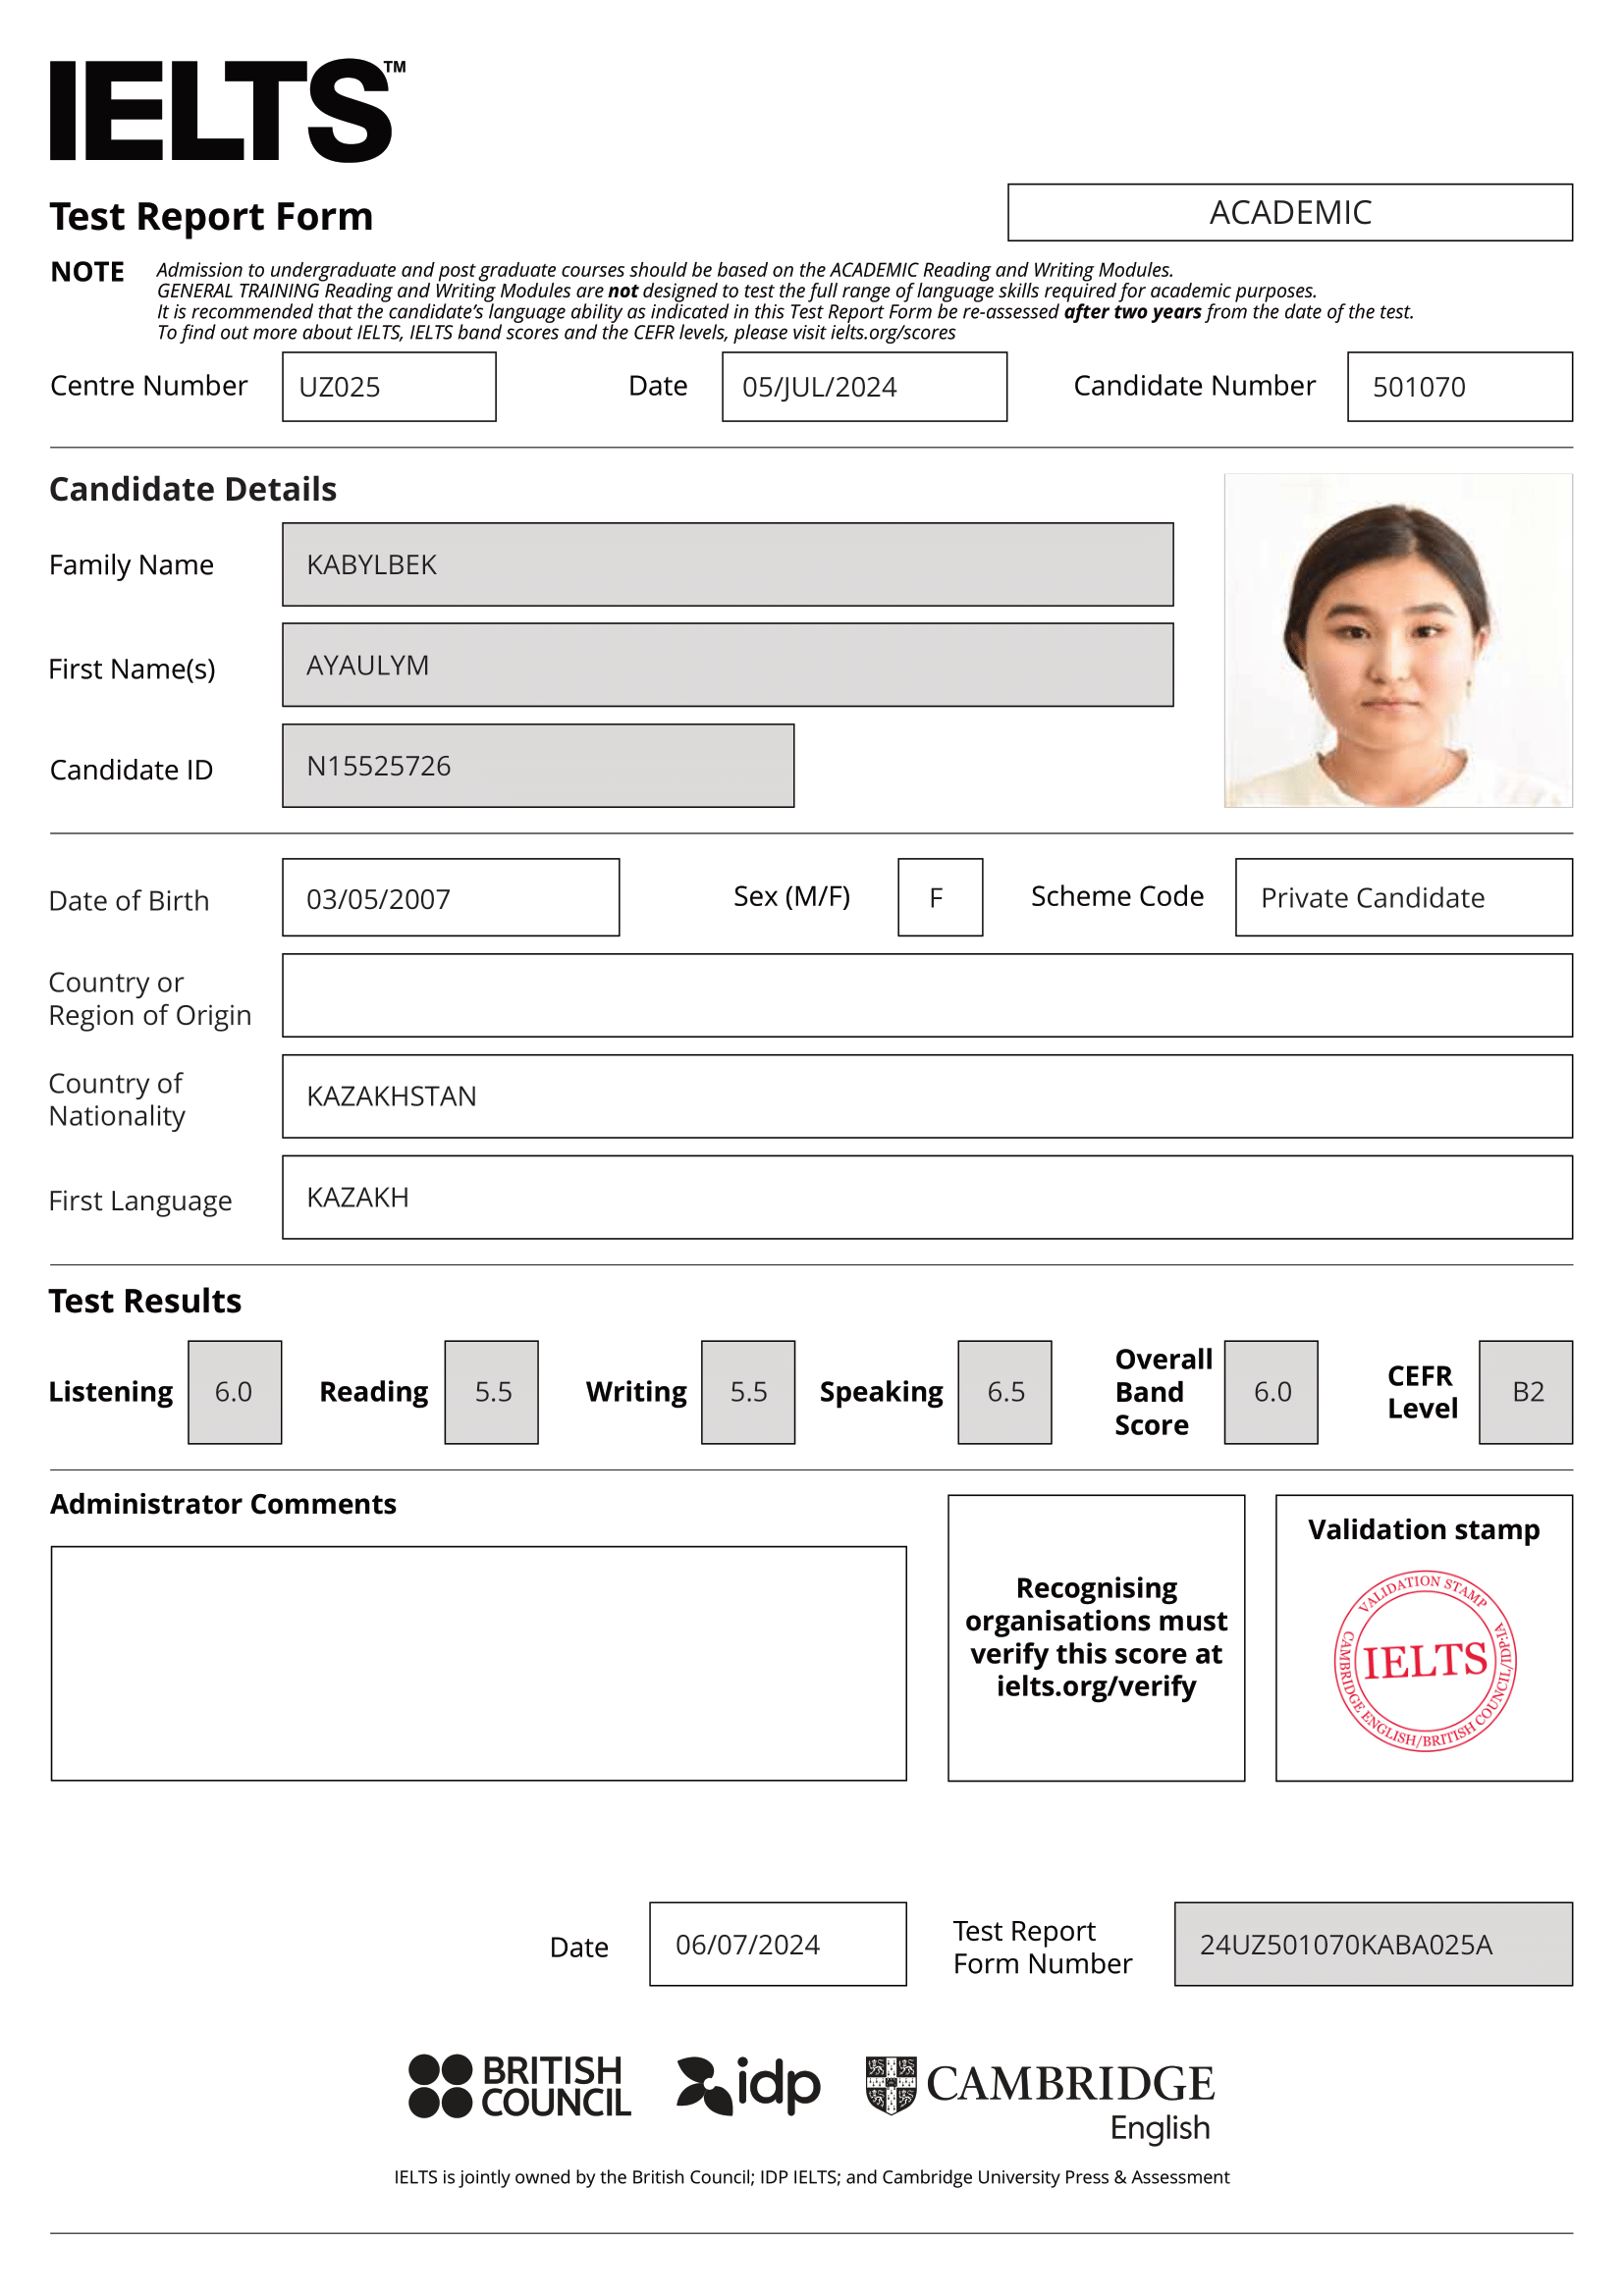 IELTS™
Test Report Form
ACADEMIC
NOTE
Admission to undergraduate and post graduate courses should be based on the ACADEMIC Reading and Writing Modules.
GENERAL TRAINING Reading and Writing Modules are not designed to test the full range of language skills required for academic purposes.
It is recommended that the candidate's language ability as indicated in this Test Report Form be re-assessed after two years from the date of the test.
To find out more about IELTS, IELTS band scores and the CEFR levels, please visit ielts.org/scores
Centre Number UZ025 Date 05/JUL/2024 Candidate Number 501070
Candidate Details
Family Name KABYLBEK
First Name(s) AYAULYM
Candidate ID N15525726
Date of Birth 03/05/2007 Sex (M/F) F Scheme Code Private Candidate
Country or
Region of Origin
Country of
Nationality
KAZAKHSTAN
First Language KAZAKH
Test Results
Listening 6.0 Reading 5.5 Writing 5.5 Speaking 6.5
Overall
Band
Score
6.0
CEFR
Level
B2
Administrator Comments
Recognising
organisations must
verify this score at
ielts.org/verify
Validation stamp
VALIDATION STAMP
IELTS
CAMBRIDGE ENGLISH/BRITISH COUNCIL/IDP:IA
Date 06/07/2024
Test Report
Form Number
24UZ501070KABA025A
BRITISH
COUNCIL
idp
CAMBRIDGE
English
IELTS is jointly owned by the British Council; IDP IELTS; and Cambridge University Press & Assessment